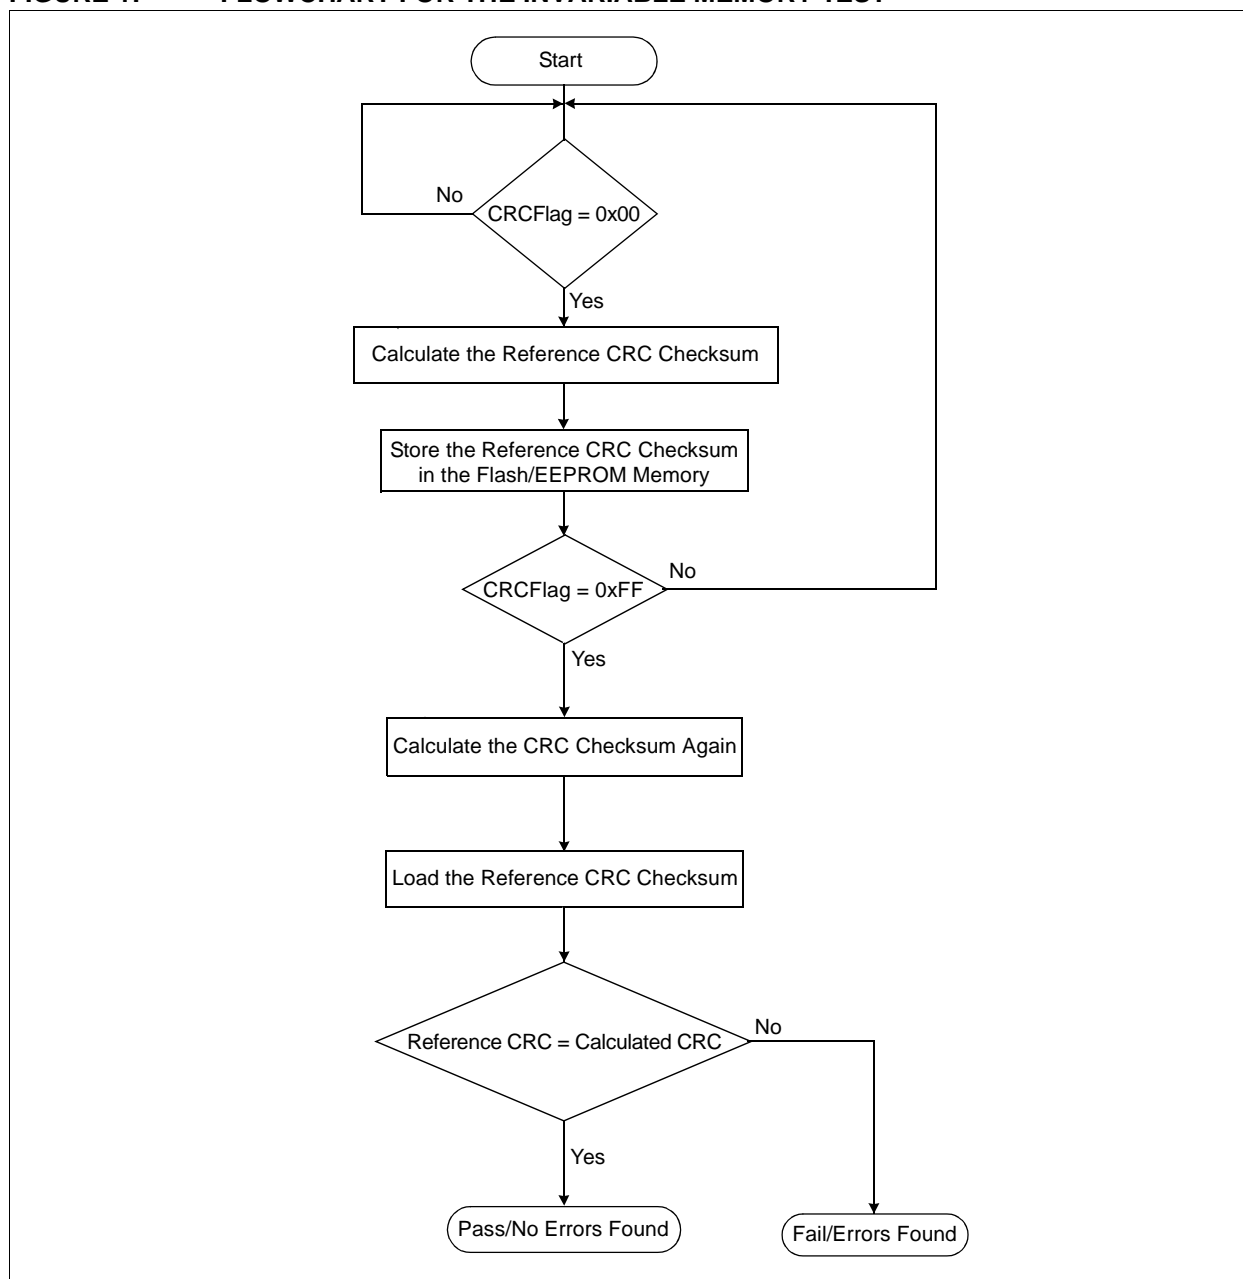 Start
No
CRCFlag = 0x00
Yes
Calculate the Reference CRC Checksum
Store the Reference CRC Checksum
in the Flash/EEPROM Memory
CRCFlag = 0xFF
No
Yes
Calculate the CRC Checksum Again
Load the Reference CRC Checksum
Reference CRC = Calculated CRC
No
Yes
Pass/No Errors Found
Fail/Errors Found